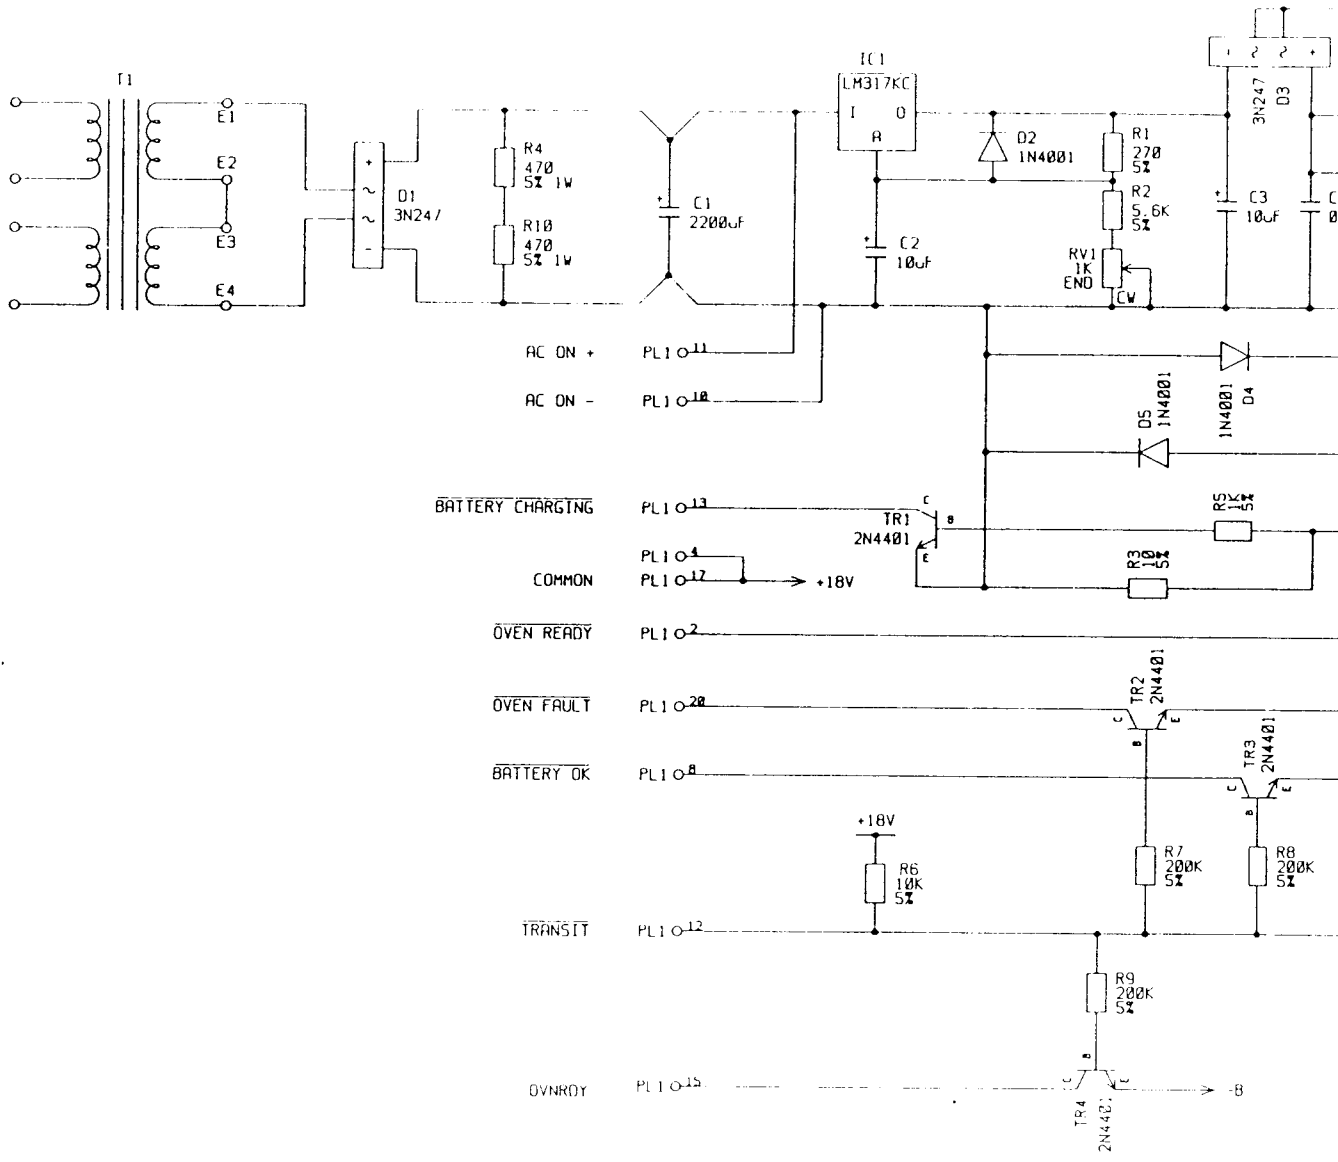 T1
E1
E2
E3
E4
+
~
~
-
D1
3N247
R4
470
5% 1W
R10
470
5% 1W
+
C1
2200uF
IC1
LM317KC
I
O
A
D2
1N4001
R1
270
5%
R2
5.6K
5%
RV1
1K
END
CW
+
C2
10uF
-
~
~
+
3N247
D3
+
C3
10uF
AC ON +
PL1
11
AC ON -
PL1
10
D4
1N4001
D5
1N4001
BATTERY CHARGING
PL1
13
TR1
2N4401
C
B
E
R5
1K
5%
R3
10
5%
PL1
4
COMMON
PL1
17
+18V
OVEN READY
PL1
2
OVEN FAULT
PL1
20
TR2
2N4401
C
B
E
BATTERY OK
PL1
8
TR3
2N4401
C
B
E
+18V
R6
10K
5%
R7
200K
5%
R8
200K
5%
TRANSIT
PL1
12
R9
200K
5%
OVNRDY
PL1
15
B
C
E
TR4
2N4401
-B